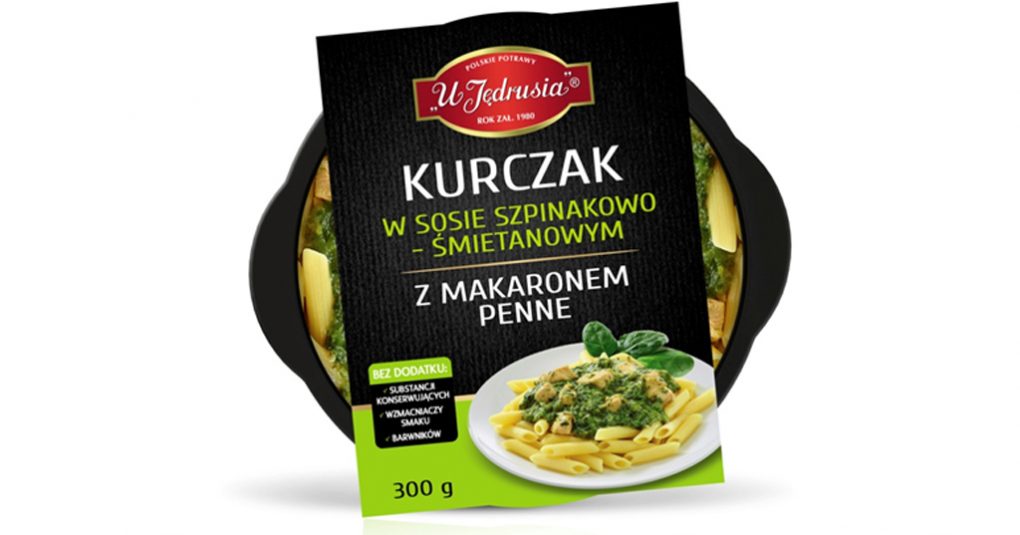 POLSKIE POTRAWY
„U Jędrusia”®
ROK ZAŁ. 1980
KURCZAK
W SOSIE SZPINAKOWO
- ŚMIETANOWYM
Z MAKARONEM
PENNE
BEZ DODATKU:
✓ SUBSTANCJI
KONSERWUJĄCYCH
✓ WZMACNIACZY
SMAKU
✓ BARWNIKÓW
300 g